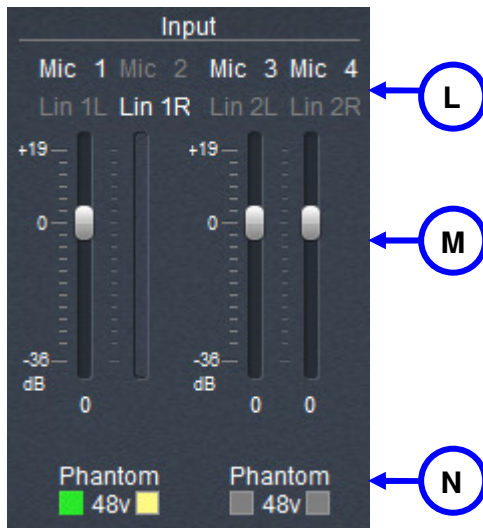 Input
Mic 1 Mic 2 Mic 3 Mic 4
Lin 1L Lin 1R Lin 2L Lin 2R
L
+19 +19
0 0
M
-36 -36
dB dB
0 0 0
Phantom Phantom
48v 48v
N